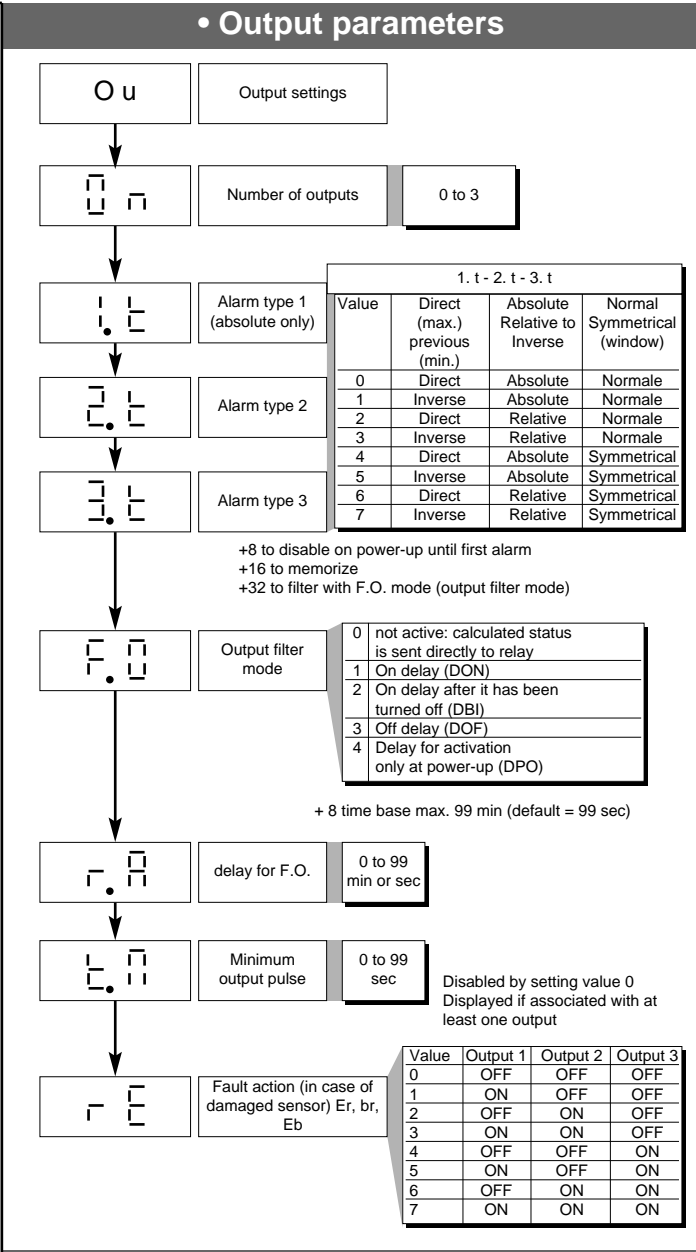 • Output parameters
O u
Output settings
0 n
Number of outputs
0 to 3
1. t
Alarm type 1
(absolute only)
2. t
Alarm type 2
3. t
Alarm type 3
1. t - 2. t - 3. t
Value Direct Absolute Normal
(max.) Relative to Symmetrical
previous Inverse (window)
(min.)
0 Direct Absolute Normale
1 Inverse Absolute Normale
2 Direct Relative Normale
3 Inverse Relative Normale
4 Direct Absolute Symmetrical
5 Inverse Absolute Symmetrical
6 Direct Relative Symmetrical
7 Inverse Relative Symmetrical
+8 to disable on power-up until first alarm
+16 to memorize
+32 to filter with F.O. mode (output filter mode)
F.0
Output filter
mode
0 not active: calculated status
is sent directly to relay
1 On delay (DON)
2 On delay after it has been
turned off (DBI)
3 Off delay (DOF)
4 Delay for activation
only at power-up (DPO)
+ 8 time base max. 99 min (default = 99 sec)
r.A
delay for F.O.
0 to 99
min or sec
t.
Minimum
output pulse
0 to 99
sec
Disabled by setting value 0
Displayed if associated with at
least one output
r E
Fault action (in case of
damaged sensor) Er, br,
Eb
Value Output 1 Output 2 Output 3
0 OFF OFF OFF
1 ON OFF OFF
2 OFF ON OFF
3 ON ON OFF
4 OFF OFF ON
5 ON OFF ON
6 OFF ON ON
7 ON ON ON